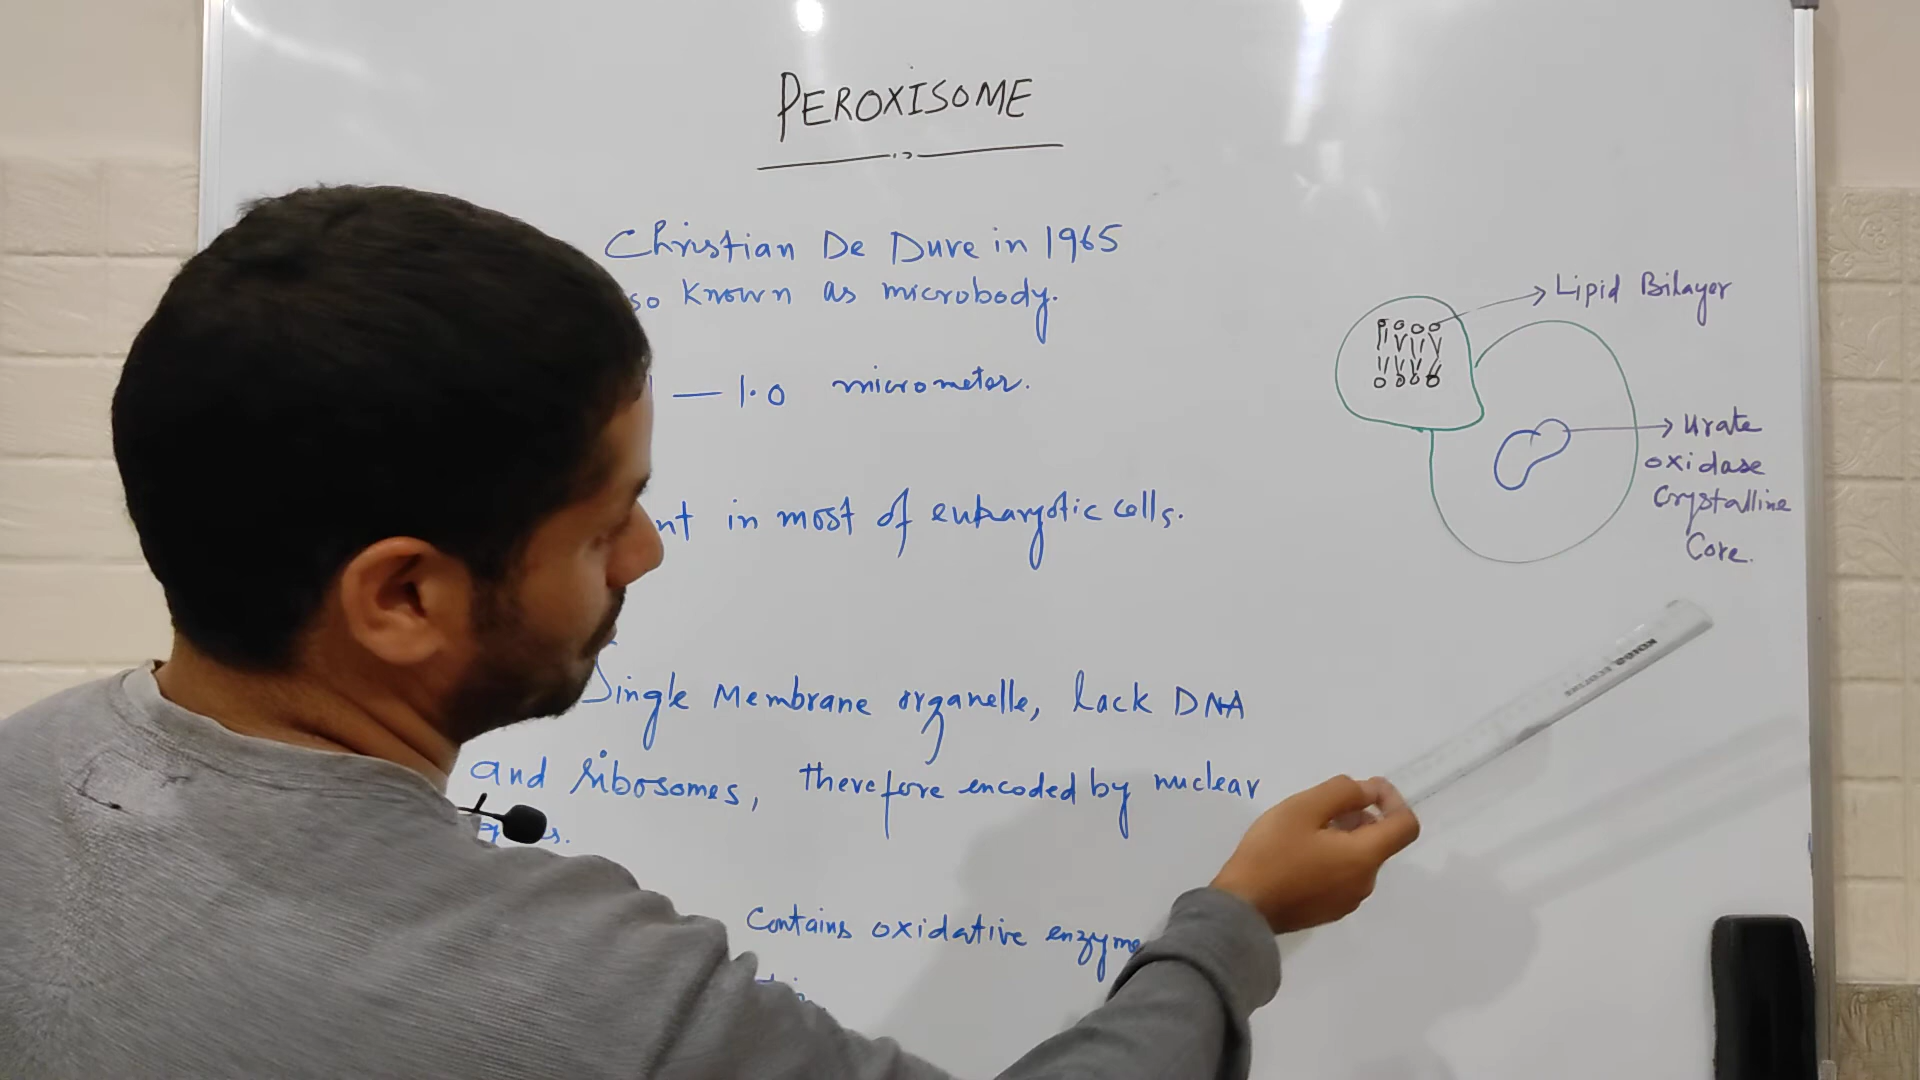 PEROXISOME
Christian De Duve in 1965
so Known as microbody.
— 1.0 micrometer.
nt in most of eukaryotic cells.
Single Membrane organelle, lack DNA
and ribosomes, therefore encoded by nuclear
Contains oxidative enzyme
Lipid Bilayer
Urate
oxidase
Crystalline
Core.